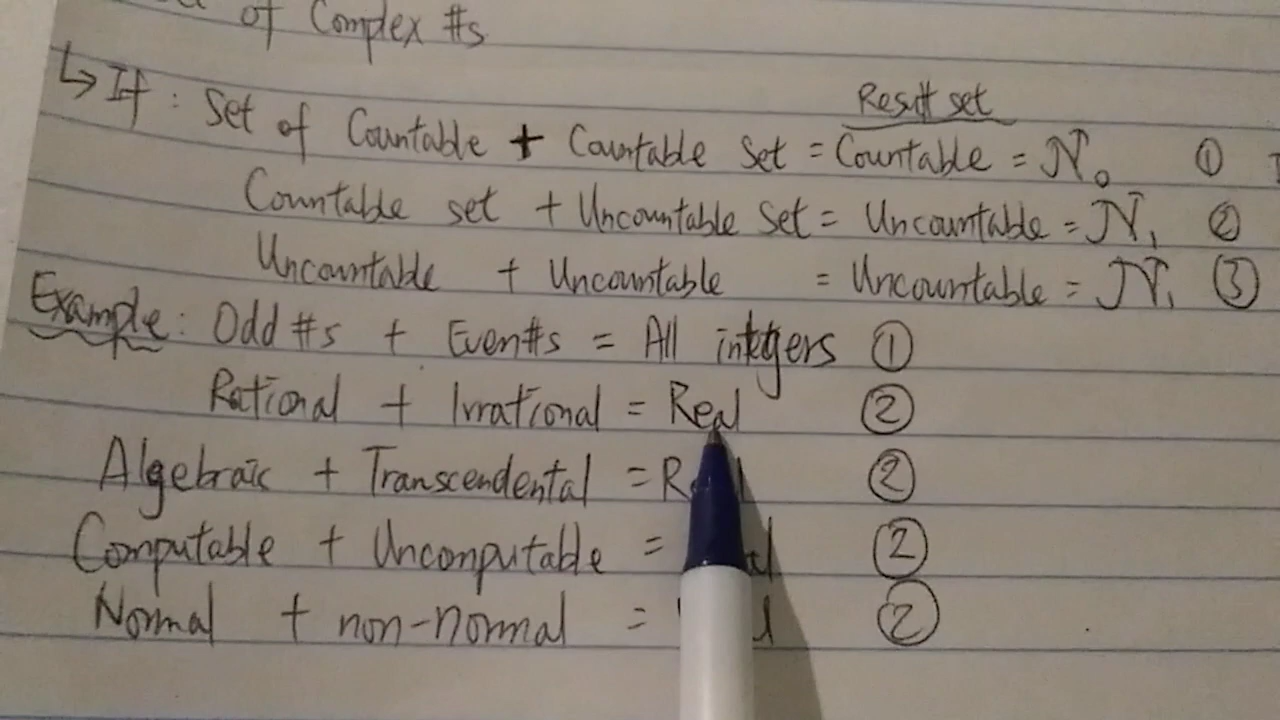 of Complex #s
↳ If : Set of Countable + Countable Set = Countable = ℵ₀ ①
Result set
Countable set + Uncountable Set = Uncountable = ℵ₁ ②
Uncountable + Uncountable = Uncountable = ℵ₁ ③
Example: Odd #s + Even #s = All integers ①
Rational + Irrational = Real ②
Algebraic + Transcendental = ②
Computable + Uncomputable = ②
Normal + non-normal = ②